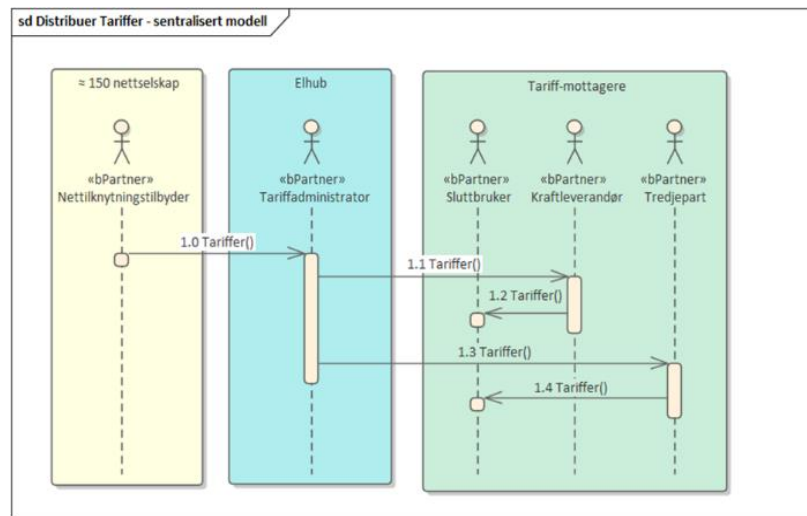 sd Distribuer Tariffer - sentralisert modell
≈ 150 nettselskap
Elhub
Tariff-mottagere
«bPartner»
Nettilknytningstilbyder
«bPartner»
Tariffadministrator
«bPartner»
Sluttbruker
«bPartner»
Kraftleverandør
«bPartner»
Tredjepart
1.0 Tariffer()
1.1 Tariffer()
1.2 Tariffer()
1.3 Tariffer()
1.4 Tariffer()